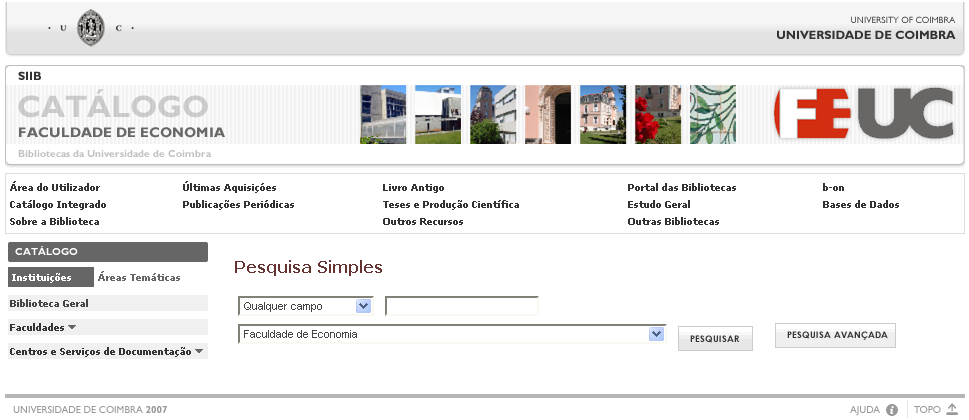 · U C ·
UNIVERSITY OF COIMBRA
UNIVERSIDADE DE COIMBRA
SIIB
CATÁLOGO
FACULDADE DE ECONOMIA
Bibliotecas da Universidade de Coimbra
FEUC
Área do Utilizador Últimas Aquisições Livro Antigo Portal das Bibliotecas b-on
Catálogo Integrado Publicações Periódicas Teses e Produção Científica Estudo Geral Bases de Dados
Sobre a Biblioteca Outros Recursos Outras Bibliotecas
CATÁLOGO
Instituições Áreas Temáticas
Biblioteca Geral
Faculdades
Centros e Serviços de Documentação
Pesquisa Simples
Qualquer campo
Faculdade de Economia
PESQUISAR
PESQUISA AVANÇADA
UNIVERSIDADE DE COIMBRA 2007
AJUDA i TOPO